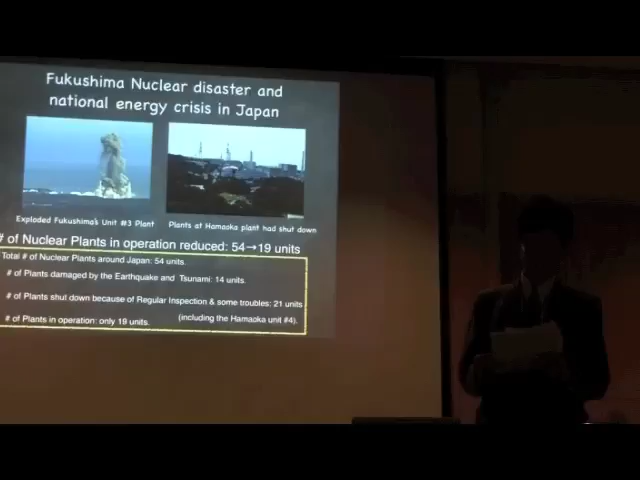 Fukushima Nuclear disaster and
national energy crisis in Japan
Exploded Fukushima's Unit #3 Plant
Plants at Hamaoka plant had shut down
# of Nuclear Plants in operation reduced: 54→19 units
Total # of Nuclear Plants around Japan: 54 units.
# of Plants damaged by the Earthquake and Tsunami: 14 units.
# of Plants shut down because of Regular Inspection & some troubles: 21 units
(including the Hamaoka unit #4).
# of Plants in operation: only 19 units.